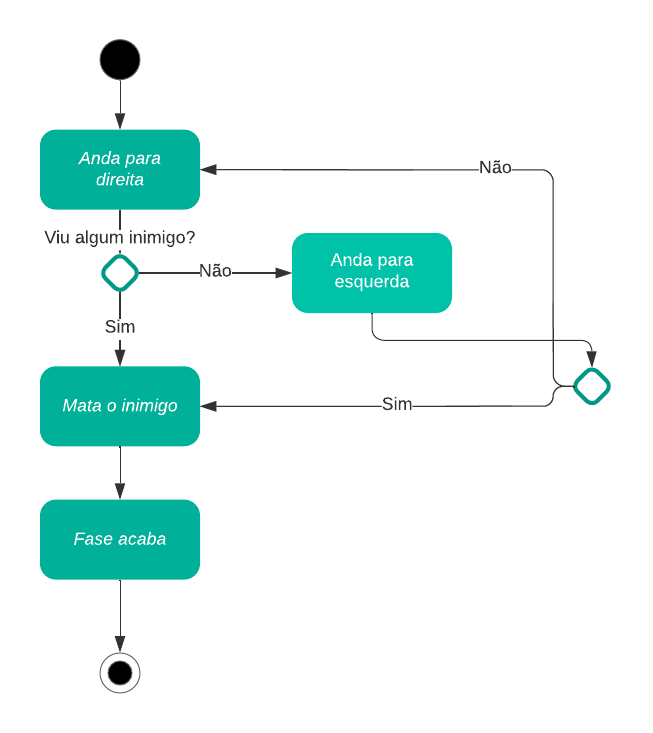 Anda para
direita
Não
Viu algum inimigo?
Não
Anda para
esquerda
Sim
Mata o inimigo
Sim
Fase acaba